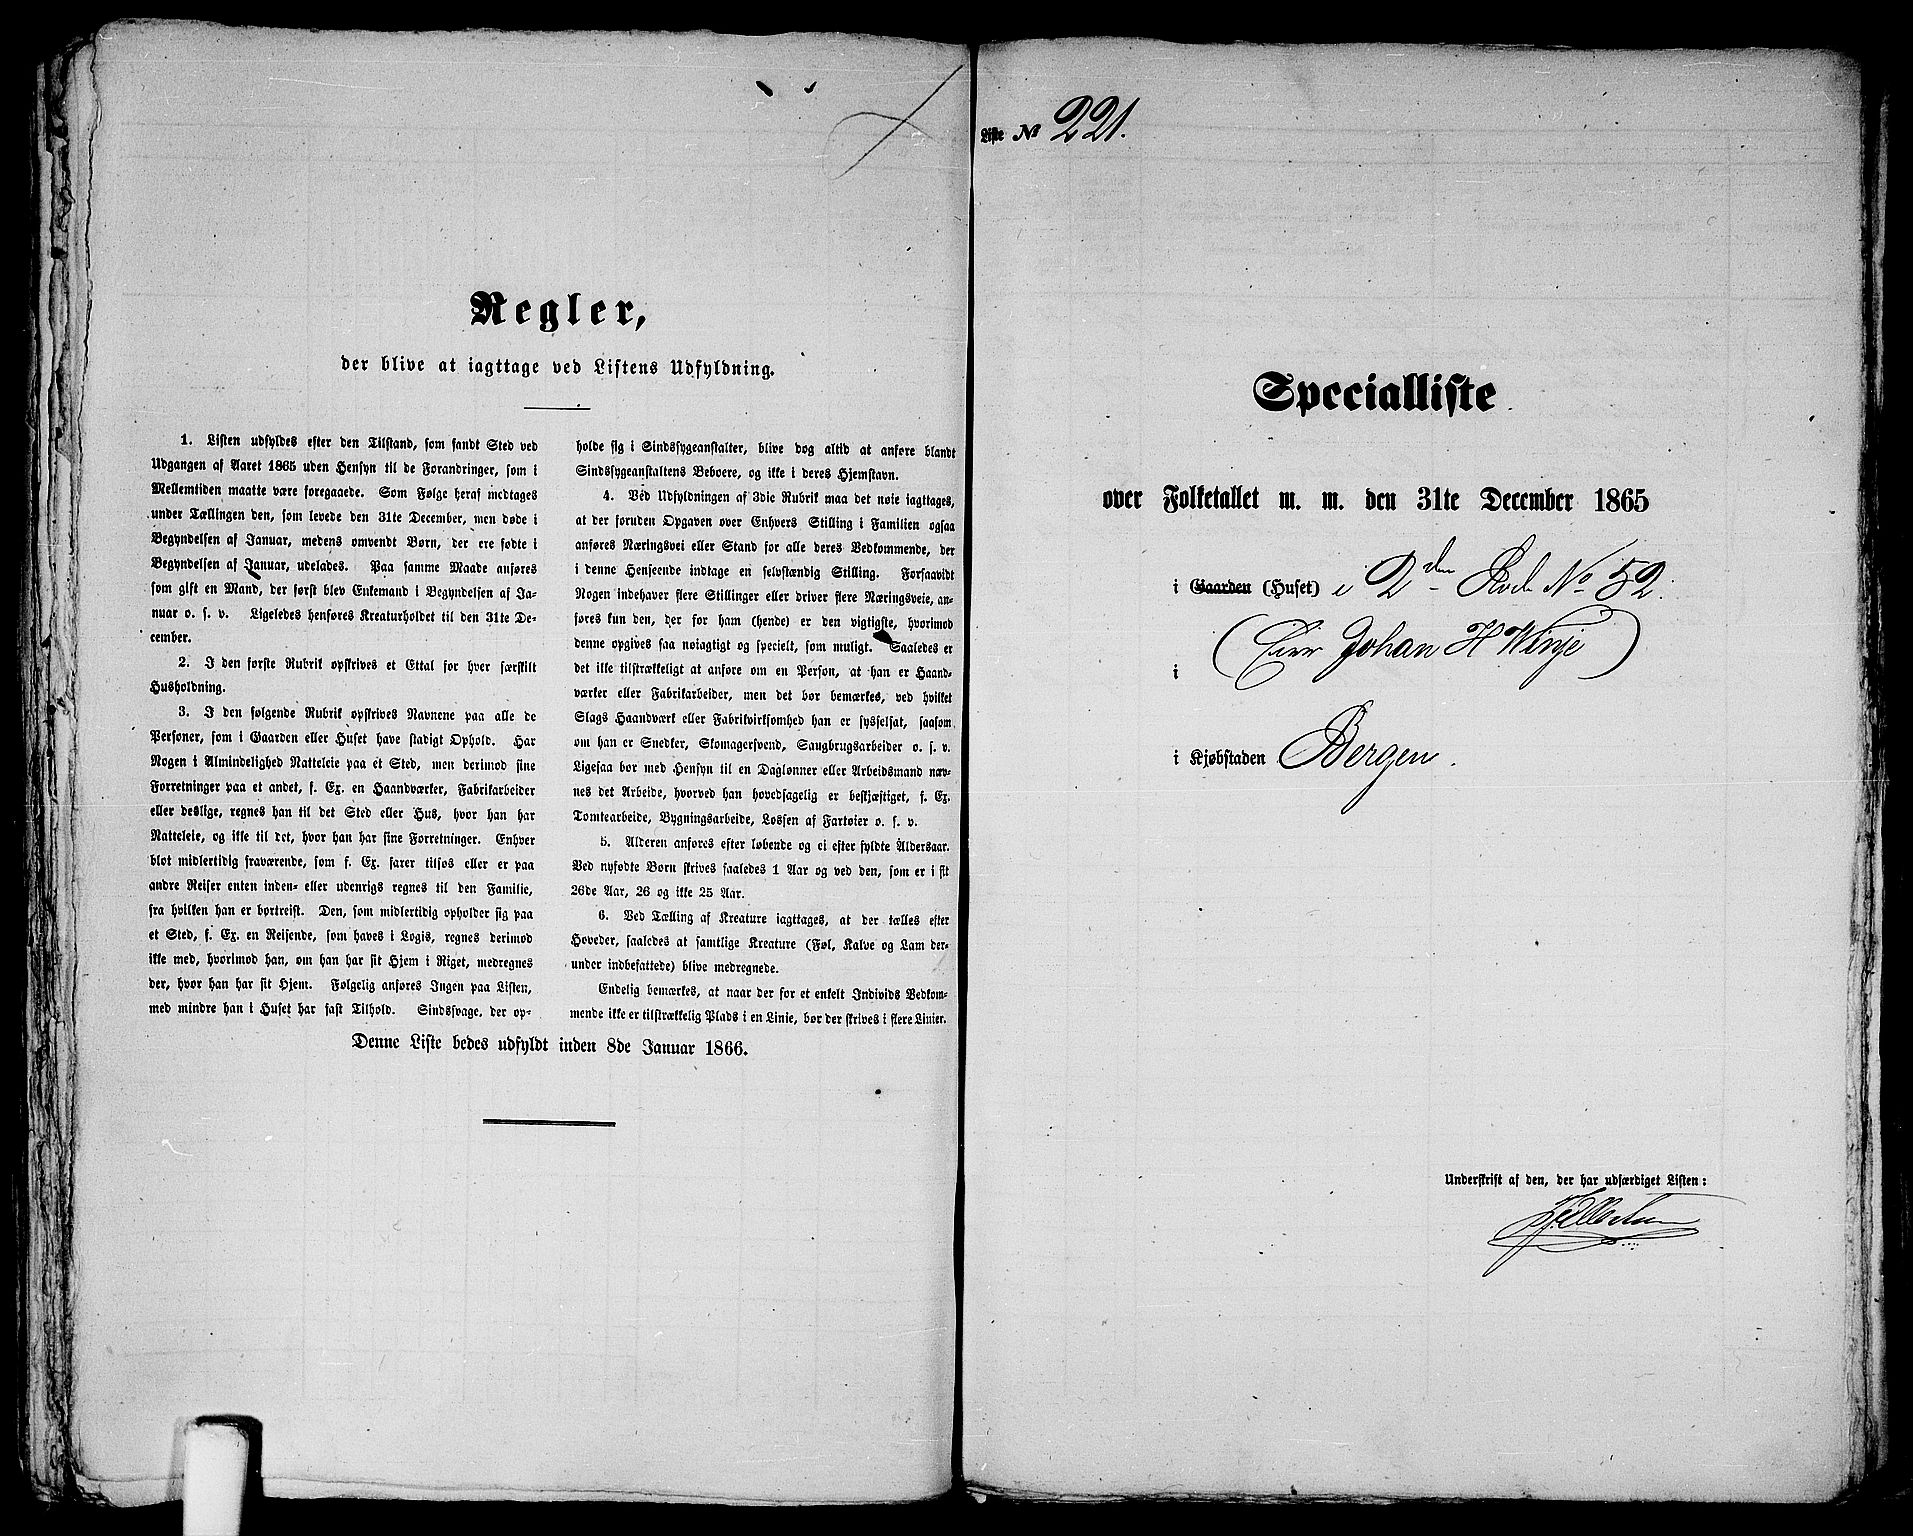 Regler,
der blive at iagttage ved Listens Udfyldning.
1. Listen udfyldes efter den Tilstand, som fandt Sted ved
Udgangen af Aaret 1865 uden Hensyn til de Forandringer, som i
Mellemtiden maatte være foregaaede. Som Følge heraf medtages
under Tællingen den, som levede den 31te December, men døde i
Begyndelsen af Januar, medens omvendt Børn, der ere fødte i
Begyndelsen af Januar, udelades. Paa samme Maade anføres
som gift en Mand, der først blev Enkemand i Begyndelsen af Ja-
nuar o. s. v. Ligeledes henføres Kreaturholdet til den 31te De-
cember.
2. I den første Rubrik opskrives et Ettal for hver særskilt
Husholdning.
3. I den følgende Rubrik opskrives Navnene paa alle de
Personer, som i Gaarden eller Huset have stadigt Ophold. Har
Nogen i Almindelighed Natteleie paa ét Sted, men derimod sine
Forretninger paa et andet, f. Ex. en Haandværker, Fabrikarbeider
eller deslige, regnes han til det Sted eller Hus, hvor han har
Natteleie, og ikke til det, hvor han har sine Forretninger. Enhver
blot midlertidig fraværende, som f. Ex. farer tilsøs eller er paa
andre Reiser enten inden- eller udenrigs regnes til den Familie,
fra hvilken han er bortreist. Den, som midlertidig opholder sig paa
et Sted, f. Ex. en Reisende, som haves i Logis, regnes derimod
ikke med, hvorimod han, om han har sit Hjem i Riget, medregnes
der, hvor han har sit Hjem. Følgelig anføres Ingen paa Listen,
med mindre han i Huset har fast Tilhold. Sindssvage, der op-
holde sig i Sindssygeanstalter, blive dog altid at anføre blandt
Sindssygeanstaltens Beboere, og ikke i deres Hjemstavn.
4. Ved Udfyldningen af 3die Rubrik maa det nøie iagttages,
at der foruden Opgaven over Enhvers Stilling i Familien ogsaa
anføres Næringsvei eller Stand for alle deres Vedkommende, der
i denne Henseende indtage en selvstændig Stilling. Forsaavidt
Nogen indehaver flere Stillinger eller driver flere Næringsveie, an-
føres kun den, der for ham (hende) er den vigtigste, hvorimod
denne opgives saa nøiagtigt og specielt, som muligt. Saaledes er
det ikke tilstrækkeligt at anføre om en Person, at han er Haand-
værker eller Fabrikarbeider, men det bør bemærkes, ved hvilket
Slags Haandværk eller Fabrikvirksomhed han er sysselsat, saasom
om han er Snedker, Skomagersvend, Saugbrugsarbeider o. s. v.
Ligesaa bør med Hensyn til en Daglønner eller Arbeidsmand næv-
nes det Arbeide, hvorved han hovedsagelig er beskjæftiget, f. Ex.
Tomtearbeide, Bygningsarbeide, Lossen af Fartøier o. s. v.
5. Alderen anføres efter løbende og ei efter fyldte Aldersaar.
Ved nyfødte Børn skrives saaledes 1 Aar og ved den, som er i sit
26de Aar, 26 og ikke 25 Aar.
6. Ved Tælling af Kreature iagttages, at der tælles efter
Hoveder, saaledes at samtlige Kreature (Føl, Kalve og Lam der-
under indbefattede) blive medregnede.
Endelig bemærkes, at naar der for et enkelt Individs Vedkom-
mende ikke er tilstrækkelig Plads i en Linie, bør der skrives i flere Linier.
Denne Liste bedes udfyldt inden 8de Januar 1866.
Liste No 221.
Specialliste
over Folketallet m. m. den 31te December 1865
i Gaarden (Huset) i 2den Rode No 52.
i (Eier Johan H Winje)
i Kjøbstaden Bergen.
Underskrift af den, der har udfærdiget Listen: